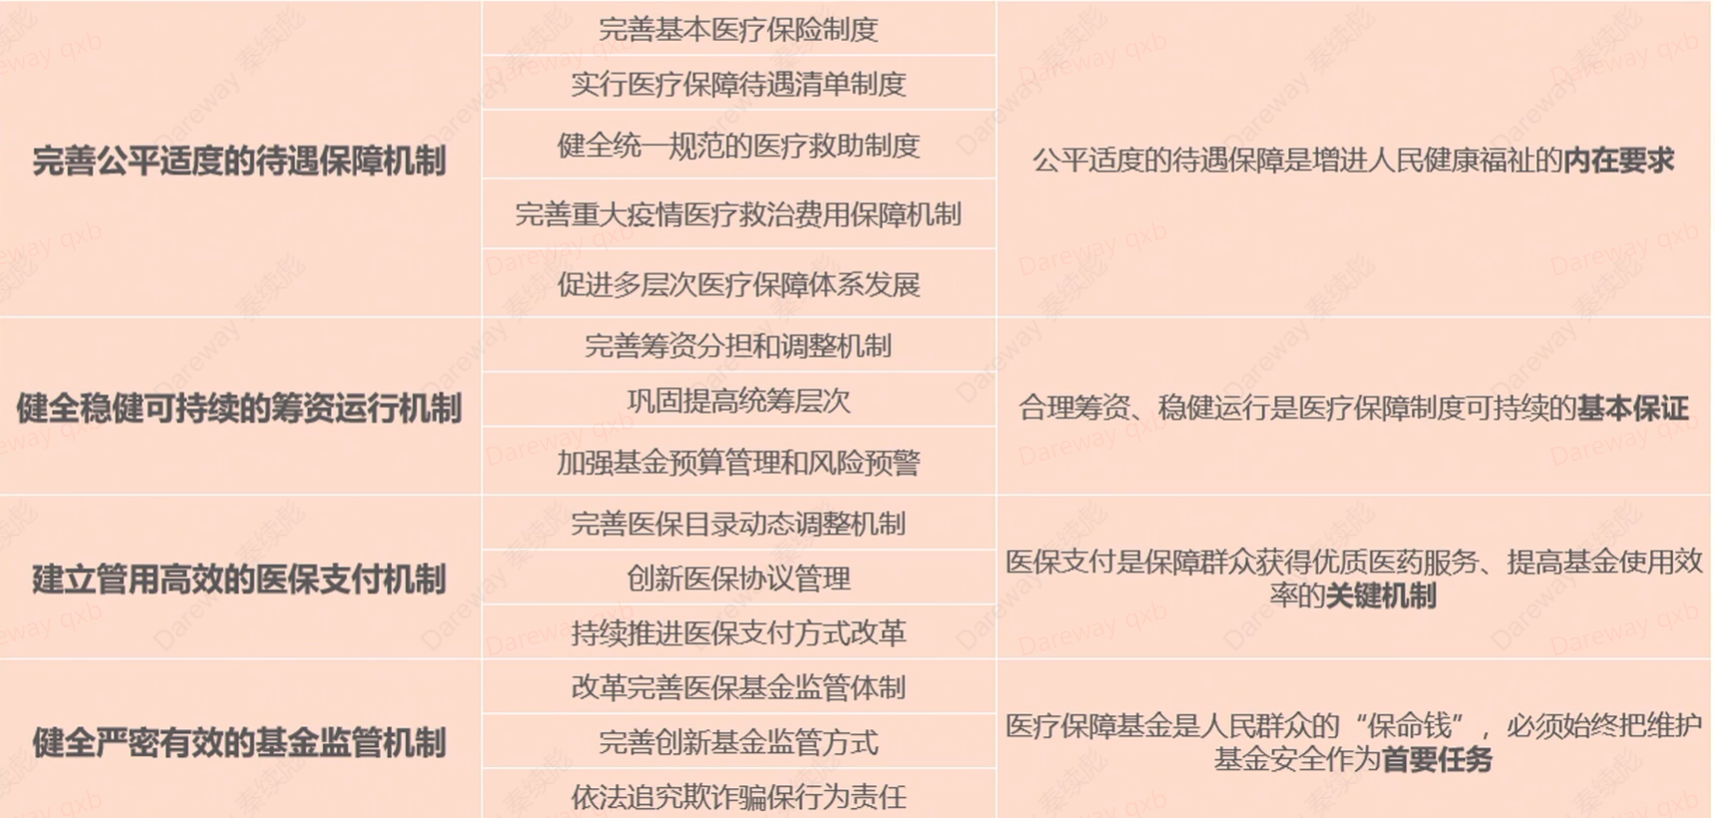 完善公平适度的待遇保障机制
完善基本医疗保险制度
实行医疗保障待遇清单制度
健全统一规范的医疗救助制度
完善重大疫情医疗救治费用保障机制
促进多层次医疗保障体系发展
公平适度的待遇保障是增进人民健康福祉的内在要求
健全稳健可持续的筹资运行机制
完善筹资分担和调整机制
巩固提高统筹层次
加强基金预算管理和风险预警
合理筹资、稳健运行是医疗保障制度可持续的基本保证
建立管用高效的医保支付机制
完善医保目录动态调整机制
创新医保协议管理
持续推进医保支付方式改革
医保支付是保障群众获得优质医药服务、提高基金使用效
率的关键机制
健全严密有效的基金监管机制
改革完善医保基金监管体制
完善创新基金监管方式
依法追究欺诈骗保行为责任
医疗保障基金是人民群众的“保命钱”，必须始终把维护
基金安全作为首要任务
Dareway 秦续彪
Dareway qxb